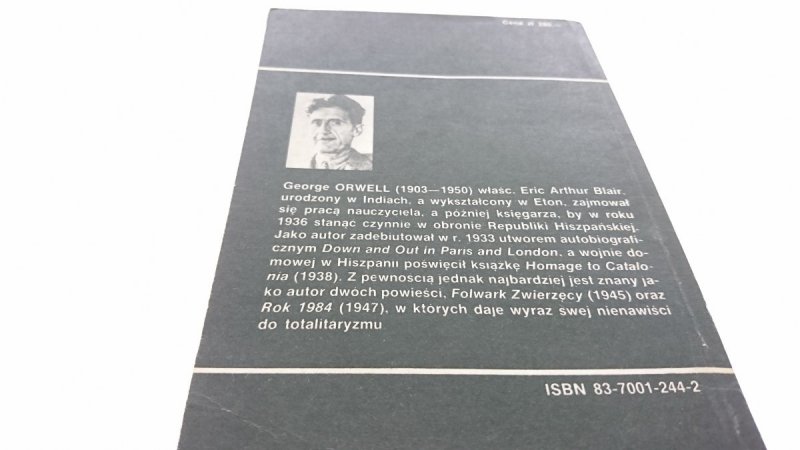 Cena zł 280.—
George ORWELL (1903—1950) właśc. Eric Arthur Blair,
urodzony w Indiach, a wykształcony w Eton, zajmował
się pracą nauczyciela, a później księgarza, by w roku
1936 stanąć czynnie w obronie Republiki Hiszpańskiej.
Jako autor zadebiutował w r. 1933 utworem autobiografi-
cznym Down and Out in Paris and London, a wojnie do-
mowej w Hiszpanii poświęcił książkę Homage to Catalo-
nia (1938). Z pewnością jednak najbardziej jest znany ja-
ko autor dwóch powieści, Folwark Zwierzęcy (1945) oraz
Rok 1984 (1947), w których daje wyraz swej nienawiści
do totalitaryzmu
ISBN 83-7001-244-2